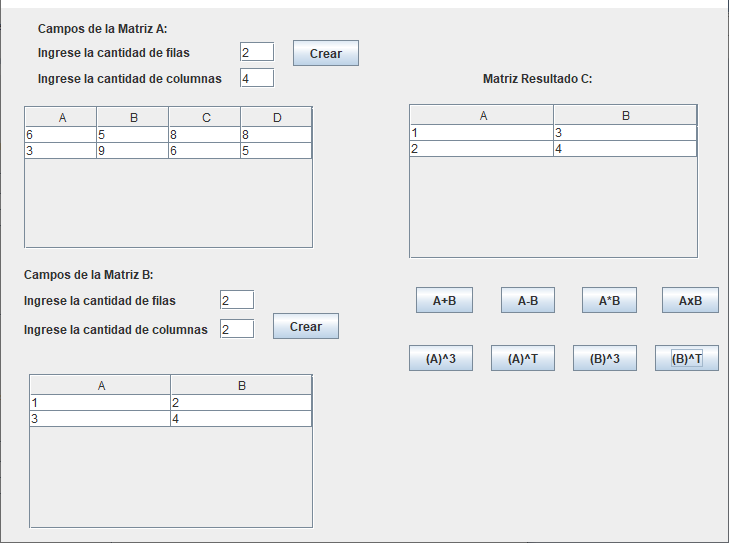 Campos de la Matriz A:
Ingrese la cantidad de filas 2 Crear
Ingrese la cantidad de columnas 4
A B C D
6 5 8 8
3 9 6 5
Campos de la Matriz B:
Ingrese la cantidad de filas 2
Ingrese la cantidad de columnas 2 Crear
A B
1 2
3 4
Matriz Resultado C:
A B
1 3
2 4
A+B A-B A*B AxB
(A)^3 (A)^T (B)^3 (B)^T